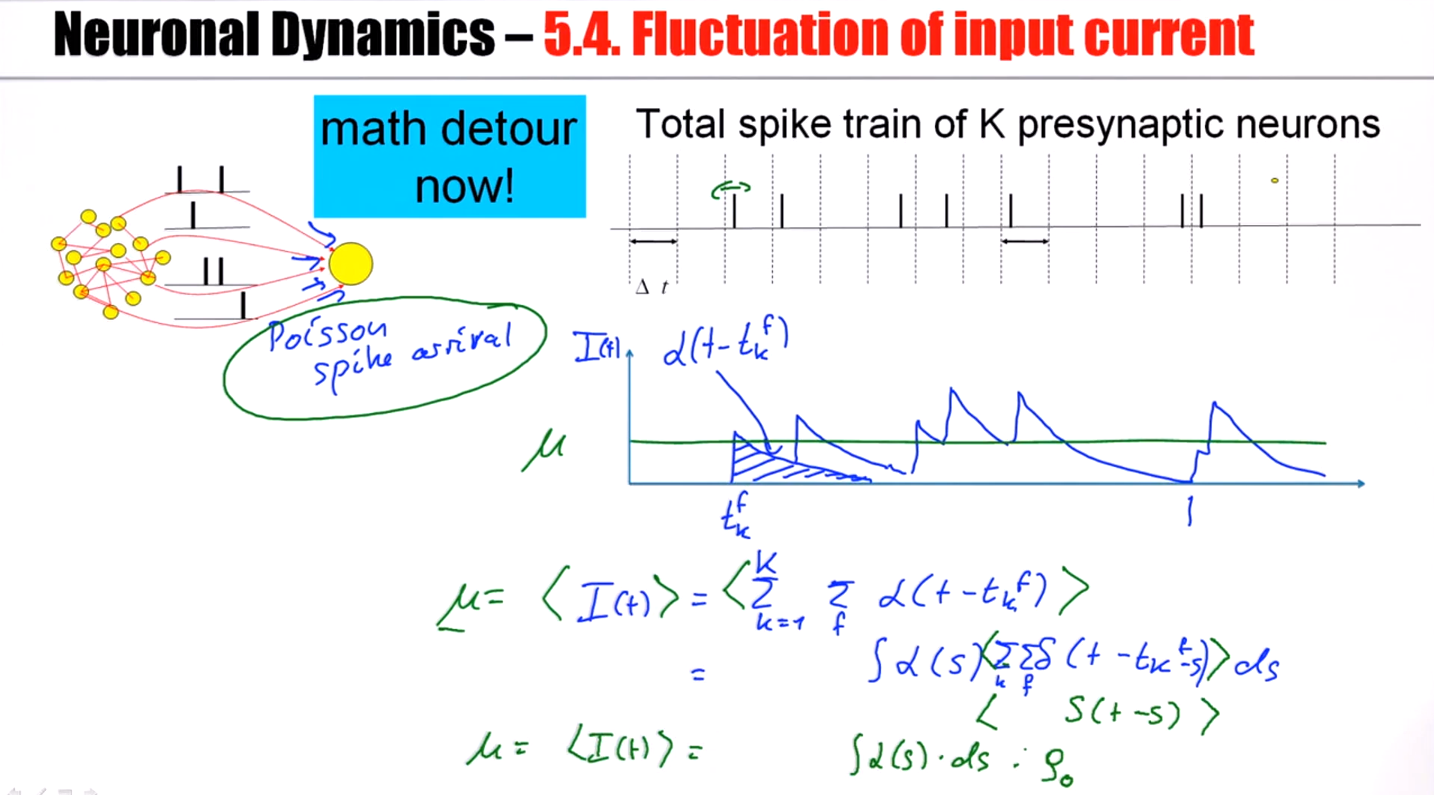 Neuronal Dynamics – 5.4. Fluctuation of input current
math detour
now!
Total spike train of K presynaptic neurons
Δ t
Poisson
spike arrival
I(t)
α(t-t_k^f)
μ
t_k^f
μ = <I(t)> = <Σ_{k=1}^K Σ_f α(t-t_k^f)>
= ∫α(s)<Σ_k Σ_f δ(t-t_k^f-s)>ds
< S(t-s) >
μ = <I(t)> = ∫α(s)·ds · ρ_0